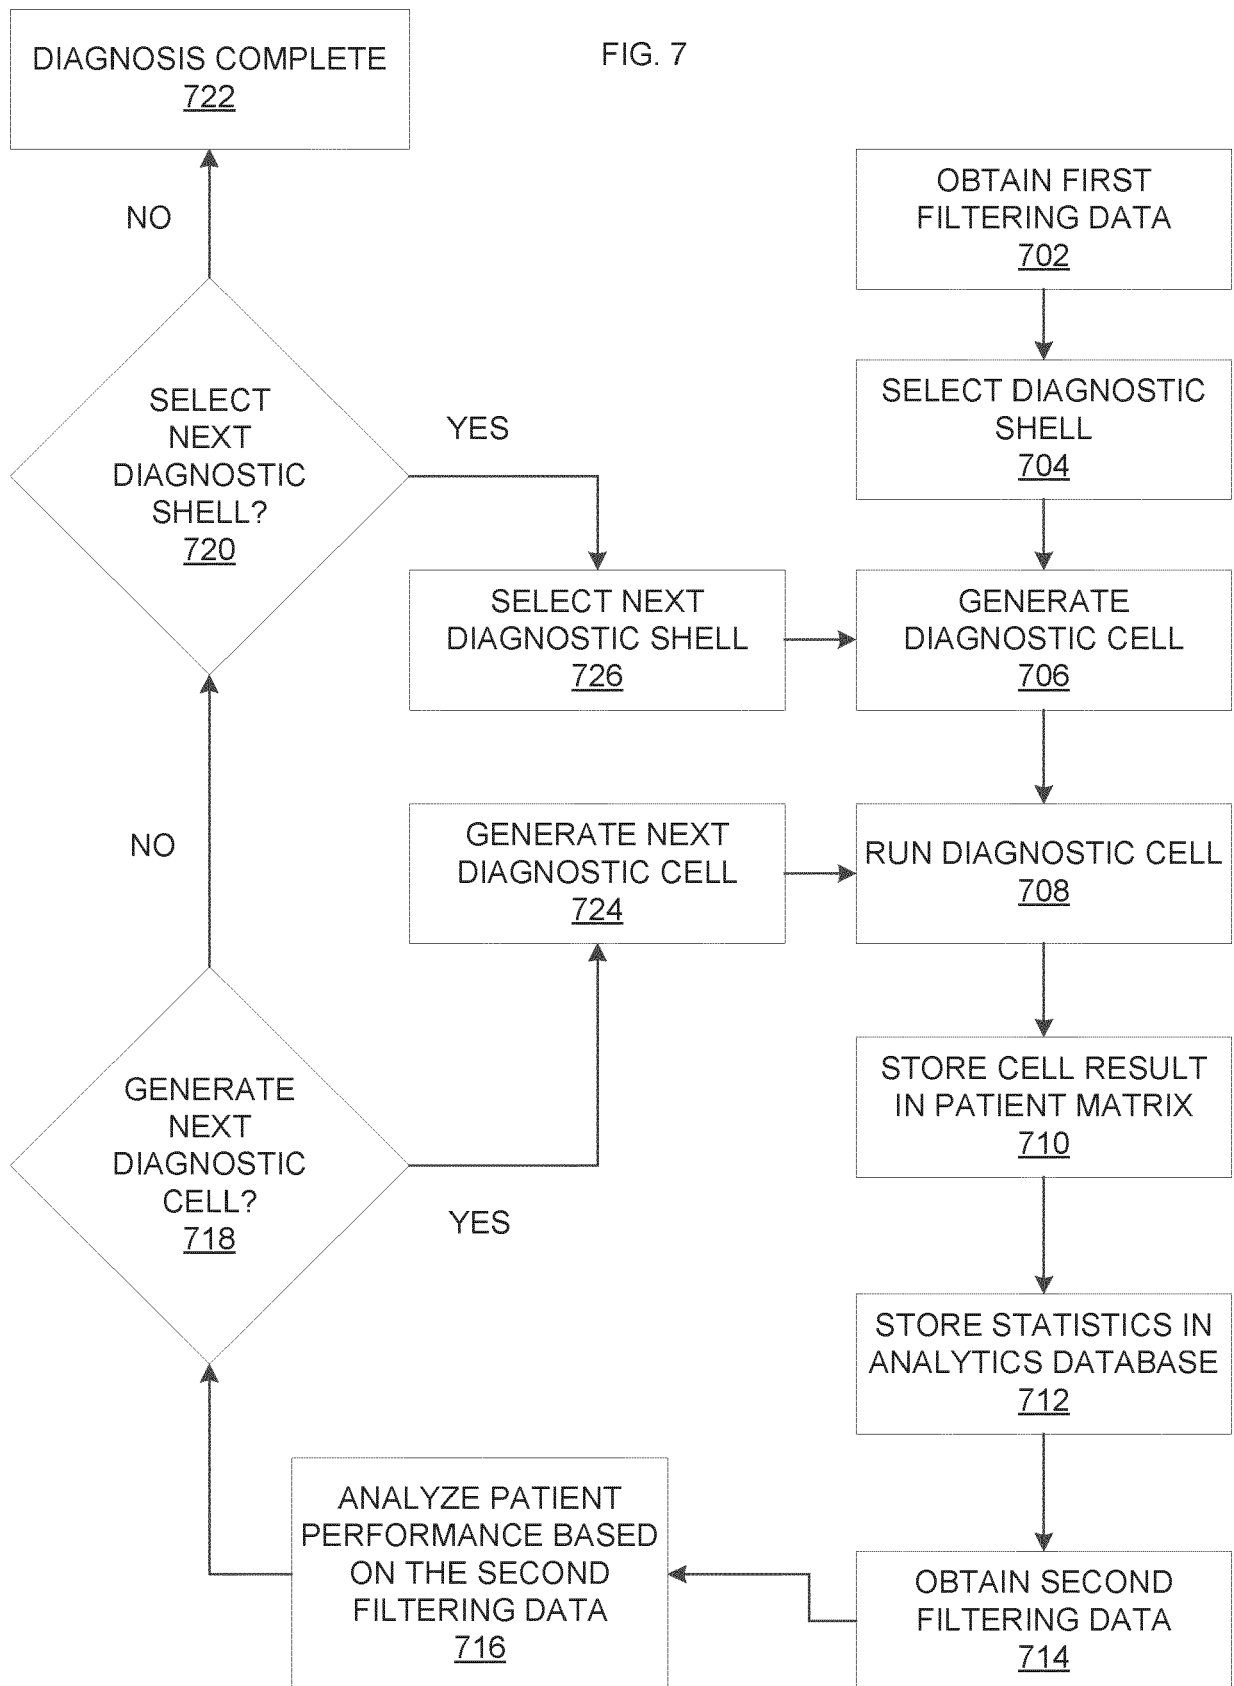 FIG. 7
DIAGNOSIS COMPLETE
722
NO
OBTAIN FIRST
FILTERING DATA
702
SELECT DIAGNOSTIC
SHELL
704
SELECT
NEXT
DIAGNOSTIC
SHELL?
720
YES
SELECT NEXT
DIAGNOSTIC SHELL
726
GENERATE
DIAGNOSTIC CELL
706
GENERATE NEXT
DIAGNOSTIC CELL
724
RUN DIAGNOSTIC CELL
708
NO
STORE CELL RESULT
IN PATIENT MATRIX
710
GENERATE
NEXT
DIAGNOSTIC
CELL?
718
YES
STORE STATISTICS IN
ANALYTICS DATABASE
712
ANALYZE PATIENT
PERFORMANCE BASED
ON THE SECOND
FILTERING DATA
716
OBTAIN SECOND
FILTERING DATA
714